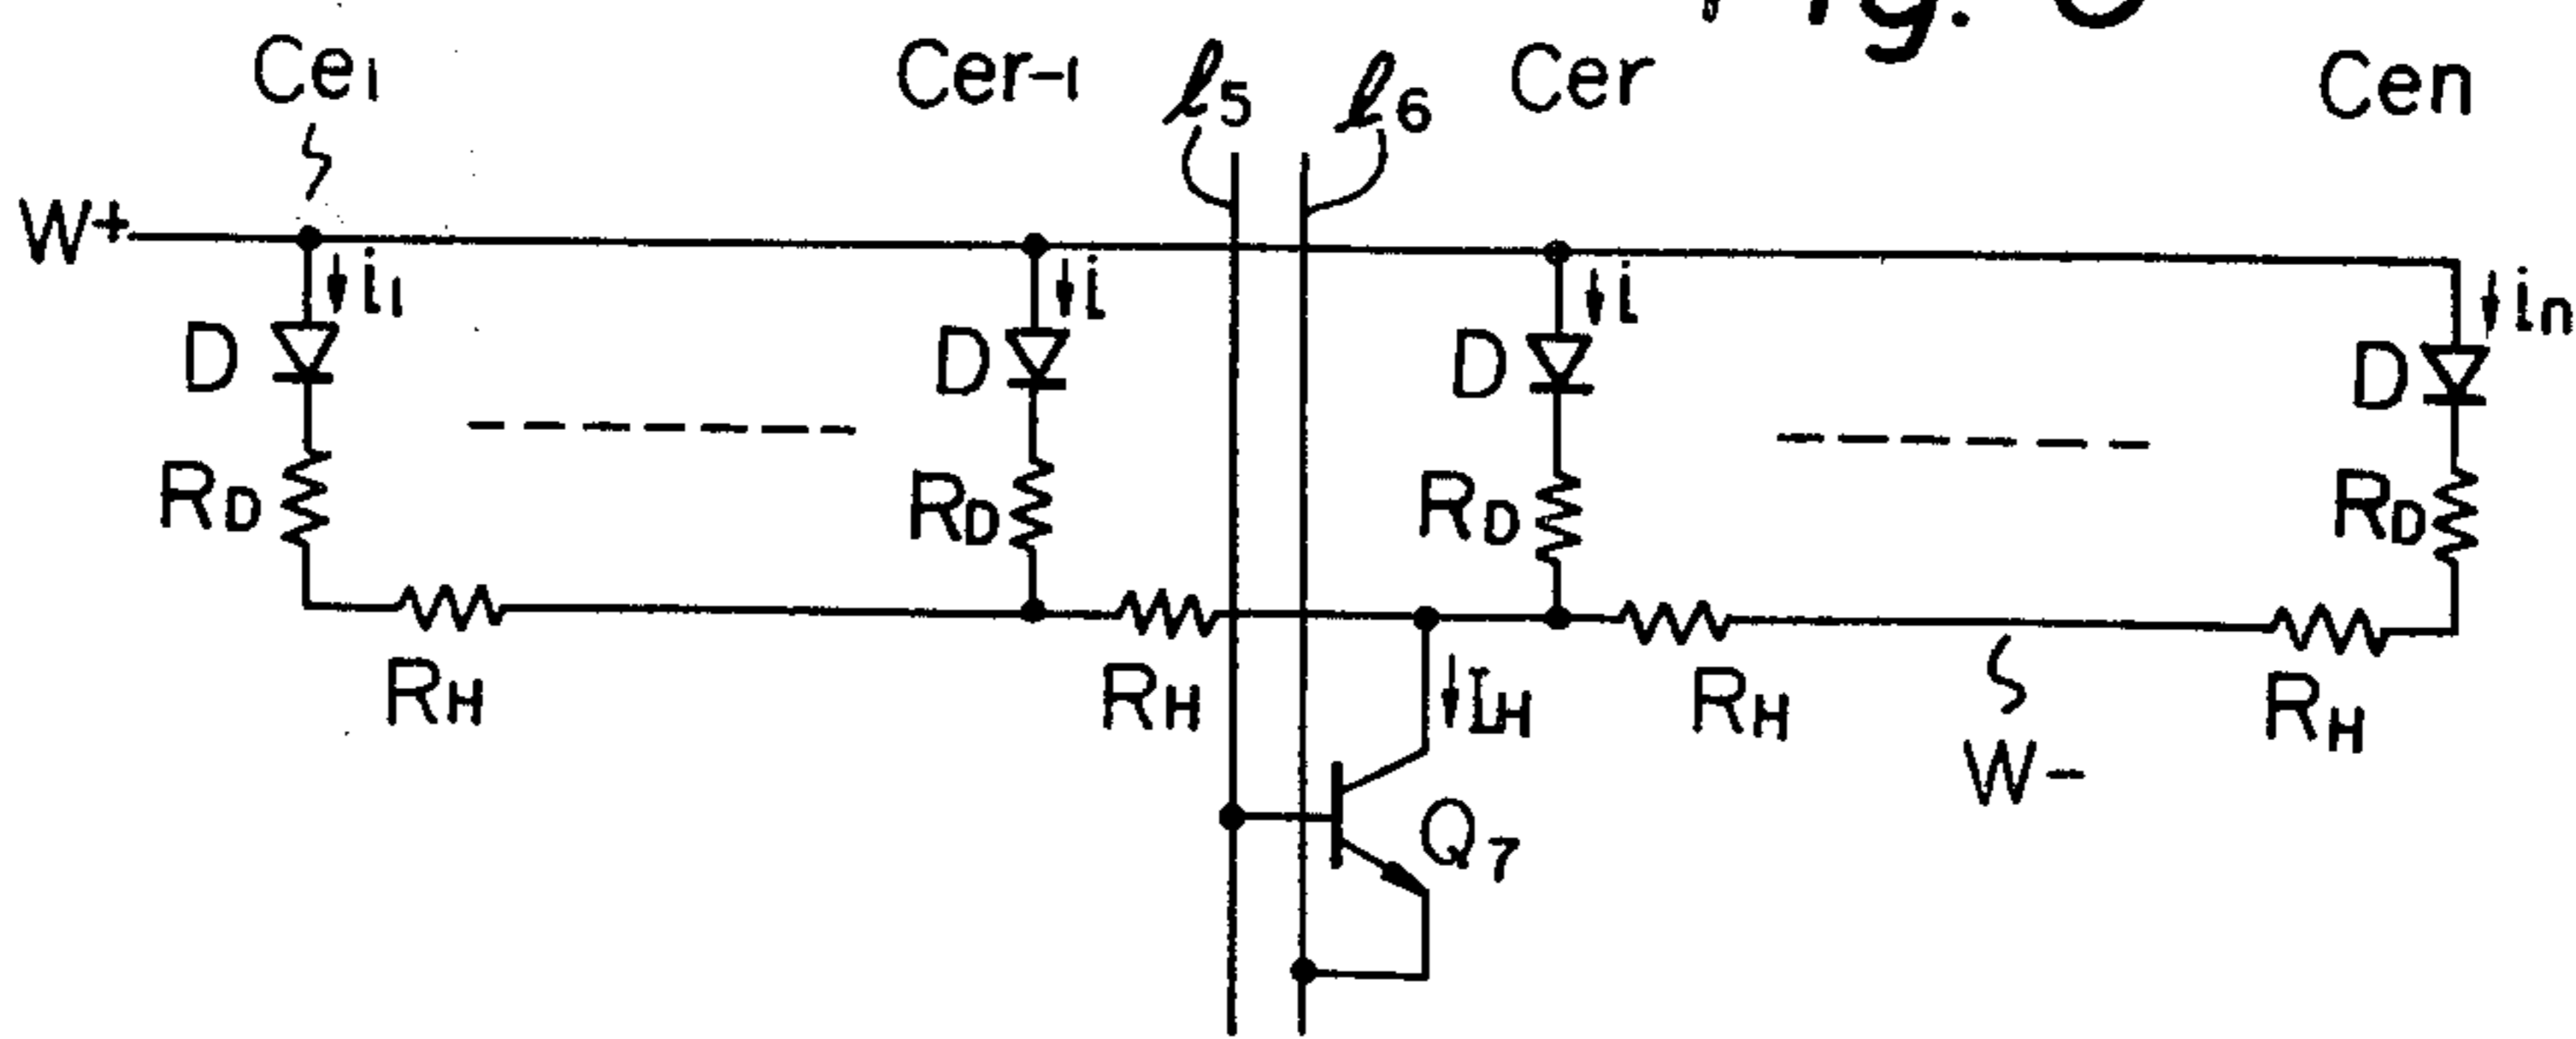 Ce1 Cer-1 l5 l6 Cer Cen
W+
i1 i i in
D D D D
RD RD RD RD
RH RH IH RH RH
W-
Q7